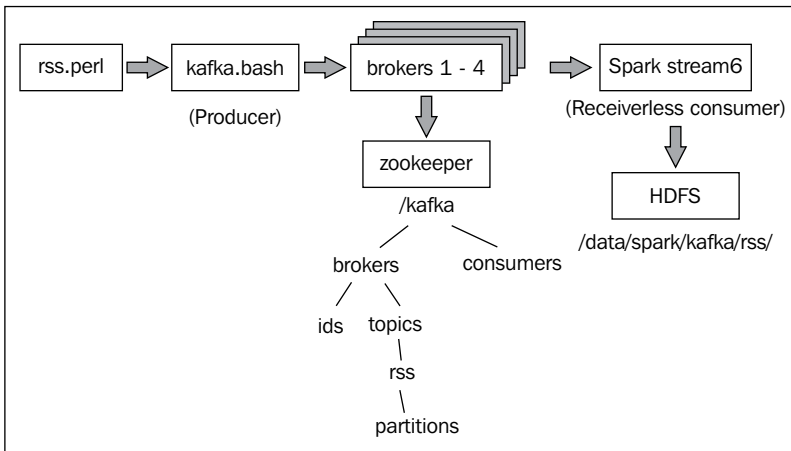 rss.perl
kafka.bash
brokers 1 - 4
Spark stream6
(Producer)
(Receiverless consumer)
zookeeper
HDFS
/kafka
/data/spark/kafka/rss/
brokers
consumers
ids
topics
rss
partitions